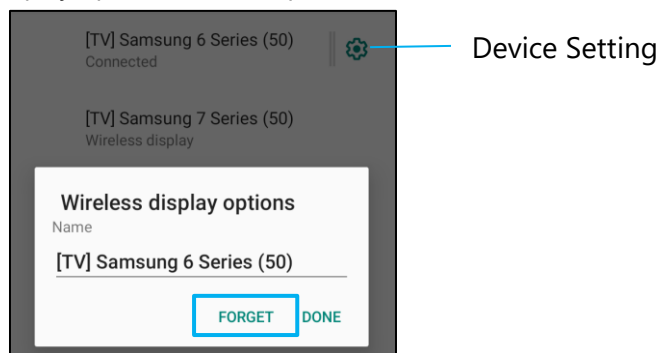 [TV] Samsung 6 Series (50)
Connected
Device Setting
[TV] Samsung 7 Series (50)
Wireless display
Wireless display options
Name
[TV] Samsung 6 Series (50)
FORGET DONE